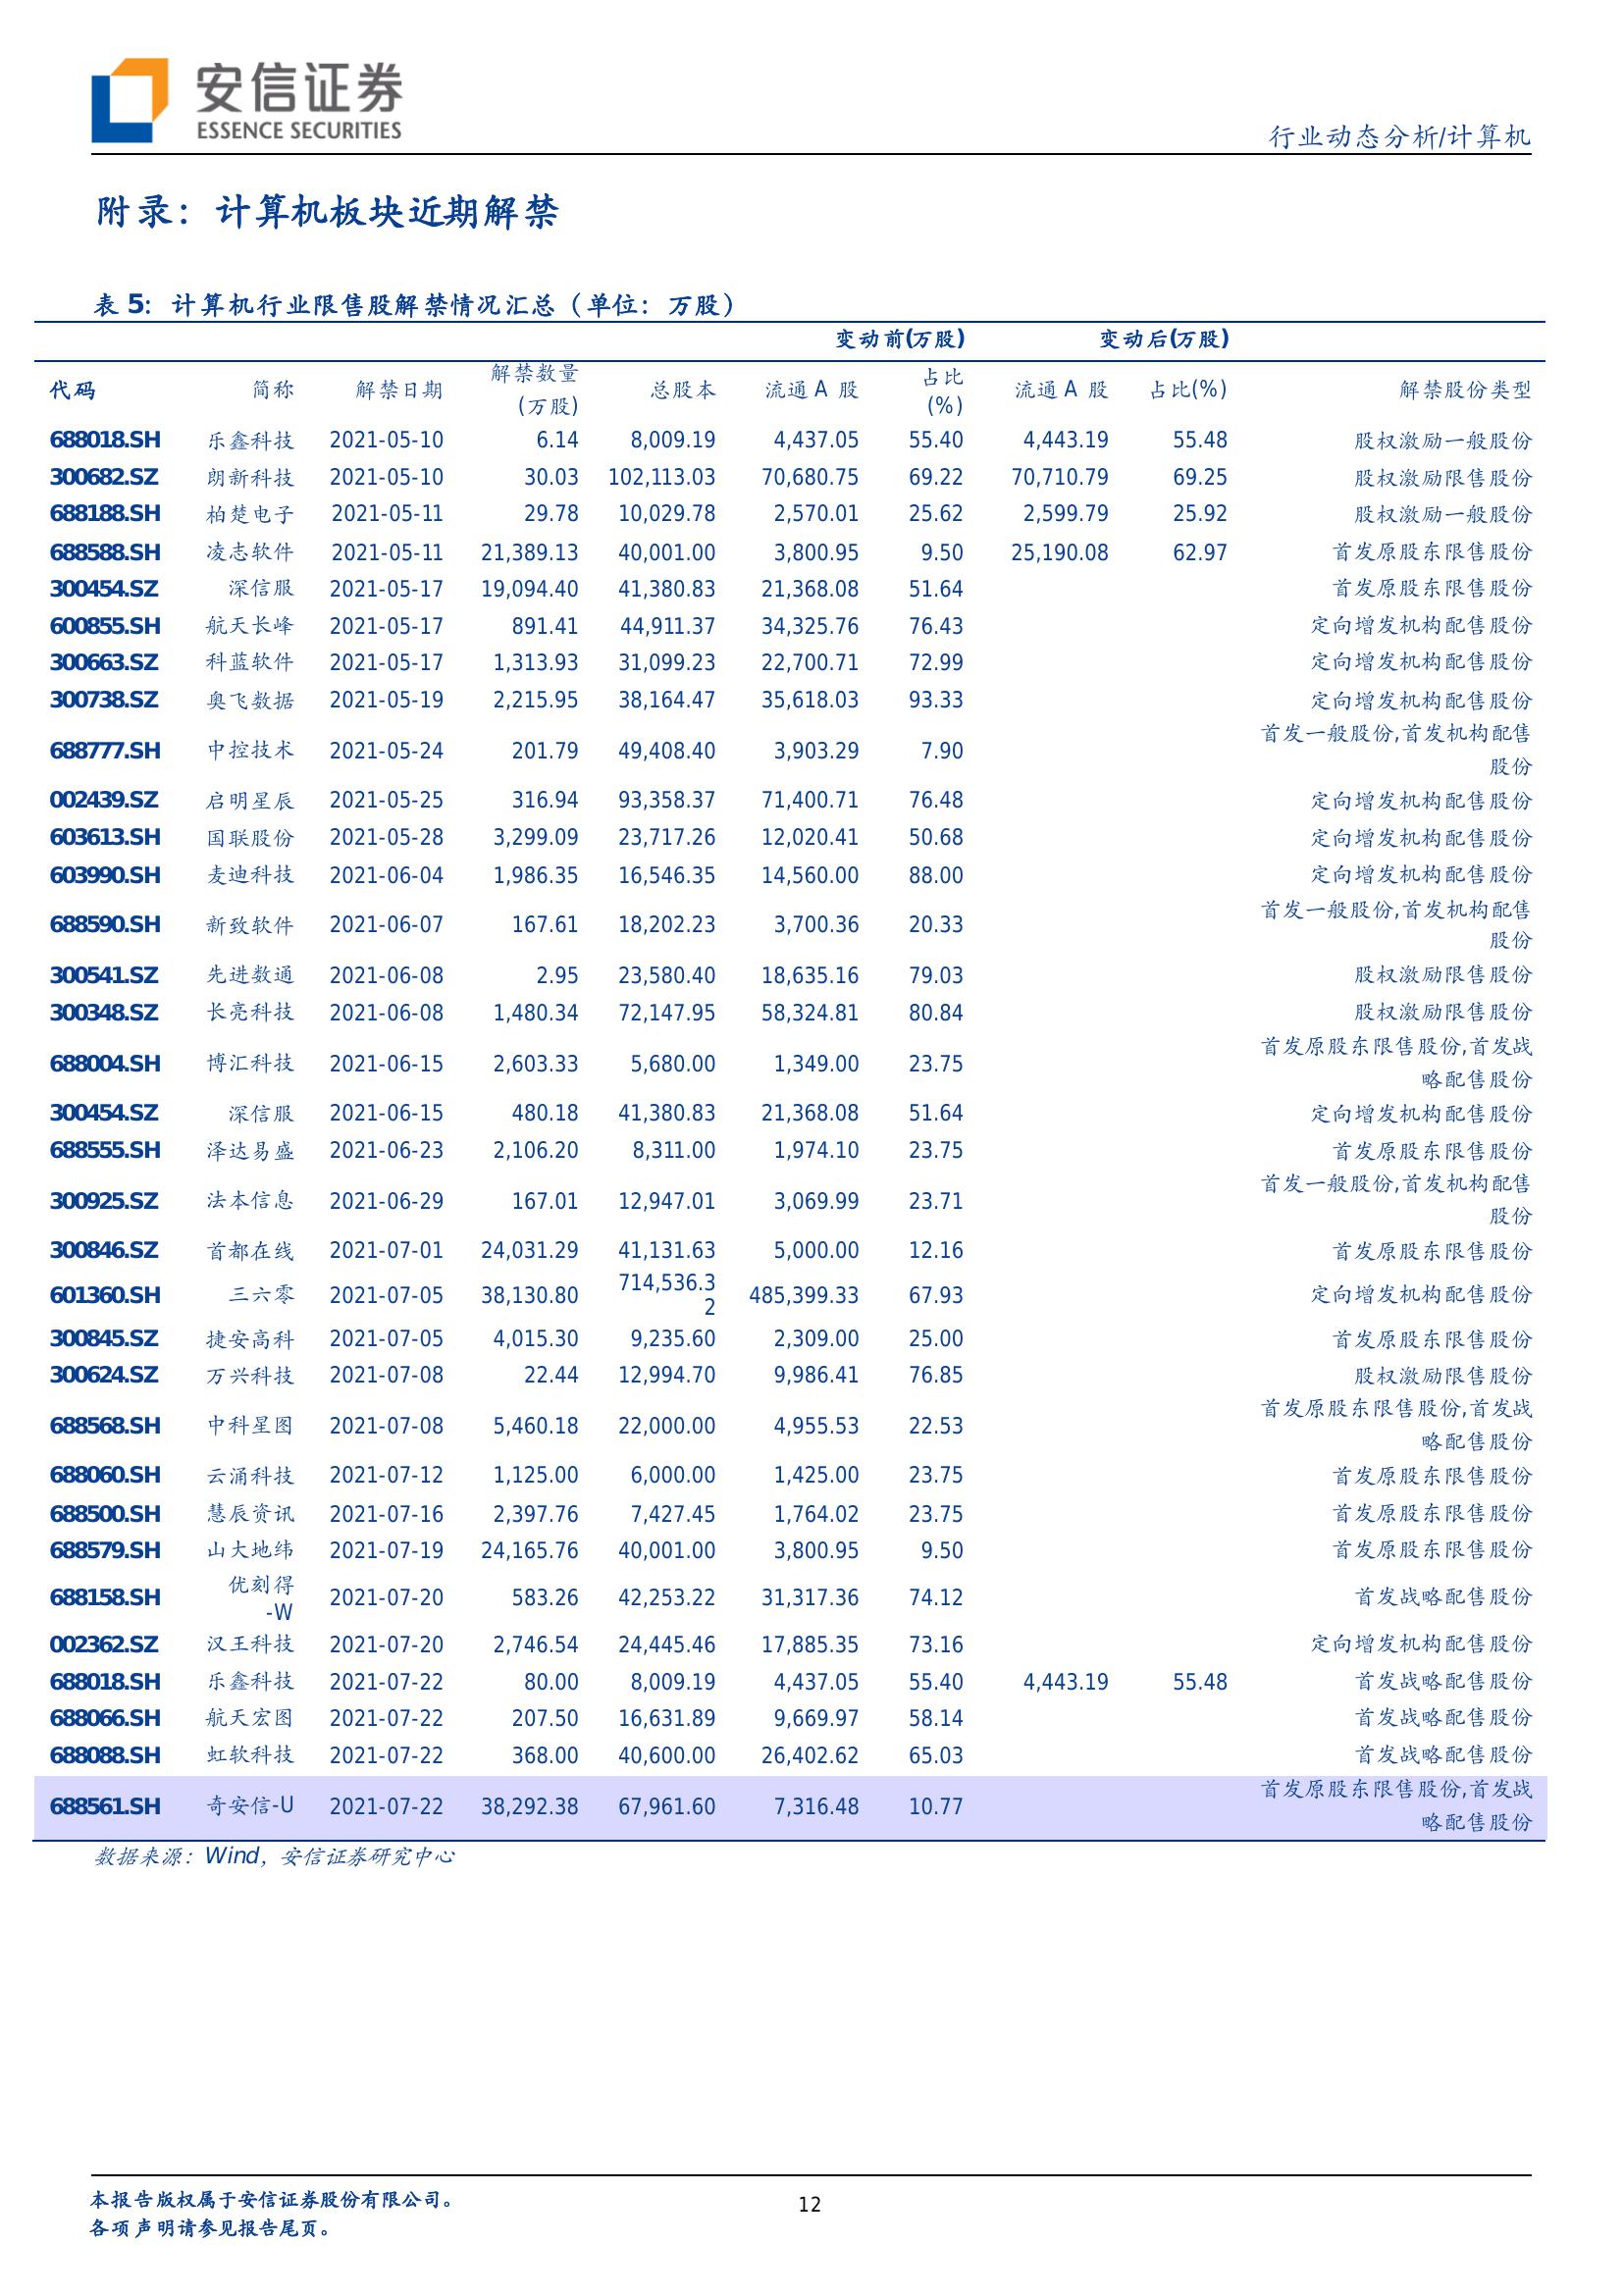 安信证券
ESSENCE SECURITIES
行业动态分析/计算机
附录：计算机板块近期解禁
表 5：计算机行业限售股解禁情况汇总（单位：万股）
变动前(万股) 变动后(万股)
代码 简称 解禁日期 解禁数量(万股) 总股本 流通 A 股 占比(%) 流通 A 股 占比(%) 解禁股份类型
688018.SH 乐鑫科技 2021-05-10 6.14 8,009.19 4,437.05 55.40 4,443.19 55.48 股权激励一般股份
300682.SZ 朗新科技 2021-05-10 30.03 102,113.03 70,680.75 69.22 70,710.79 69.25 股权激励限售股份
688188.SH 柏楚电子 2021-05-11 29.78 10,029.78 2,570.01 25.62 2,599.79 25.92 股权激励一般股份
688588.SH 凌志软件 2021-05-11 21,389.13 40,001.00 3,800.95 9.50 25,190.08 62.97 首发原股东限售股份
300454.SZ 深信服 2021-05-17 19,094.40 41,380.83 21,368.08 51.64 首发原股东限售股份
600855.SH 航天长峰 2021-05-17 891.41 44,911.37 34,325.76 76.43 定向增发机构配售股份
300663.SZ 科蓝软件 2021-05-17 1,313.93 31,099.23 22,700.71 72.99 定向增发机构配售股份
300738.SZ 奥飞数据 2021-05-19 2,215.95 38,164.47 35,618.03 93.33 定向增发机构配售股份
688777.SH 中控技术 2021-05-24 201.79 49,408.40 3,903.29 7.90 首发一般股份,首发机构配售股份
002439.SZ 启明星辰 2021-05-25 316.94 93,358.37 71,400.71 76.48 定向增发机构配售股份
603613.SH 国联股份 2021-05-28 3,299.09 23,717.26 12,020.41 50.68 定向增发机构配售股份
603990.SH 麦迪科技 2021-06-04 1,986.35 16,546.35 14,560.00 88.00 定向增发机构配售股份
688590.SH 新致软件 2021-06-07 167.61 18,202.23 3,700.36 20.33 首发一般股份,首发机构配售股份
300541.SZ 先进数通 2021-06-08 2.95 23,580.40 18,635.16 79.03 股权激励限售股份
300348.SZ 长亮科技 2021-06-08 1,480.34 72,147.95 58,324.81 80.84 股权激励限售股份
688004.SH 博汇科技 2021-06-15 2,603.33 5,680.00 1,349.00 23.75 首发原股东限售股份,首发战略配售股份
300454.SZ 深信服 2021-06-15 480.18 41,380.83 21,368.08 51.64 定向增发机构配售股份
688555.SH 泽达易盛 2021-06-23 2,106.20 8,311.00 1,974.10 23.75 首发原股东限售股份
300925.SZ 法本信息 2021-06-29 167.01 12,947.01 3,069.99 23.71 首发一般股份,首发机构配售股份
300846.SZ 首都在线 2021-07-01 24,031.29 41,131.63 5,000.00 12.16 首发原股东限售股份
601360.SH 三六零 2021-07-05 38,130.80 714,536.32 485,399.33 67.93 定向增发机构配售股份
300845.SZ 捷安高科 2021-07-05 4,015.30 9,235.60 2,309.00 25.00 首发原股东限售股份
300624.SZ 万兴科技 2021-07-08 22.44 12,994.70 9,986.41 76.85 股权激励限售股份
688568.SH 中科星图 2021-07-08 5,460.18 22,000.00 4,955.53 22.53 首发原股东限售股份,首发战略配售股份
688060.SH 云涌科技 2021-07-12 1,125.00 6,000.00 1,425.00 23.75 首发原股东限售股份
688500.SH 慧辰资讯 2021-07-16 2,397.76 7,427.45 1,764.02 23.75 首发原股东限售股份
688579.SH 山大地纬 2021-07-19 24,165.76 40,001.00 3,800.95 9.50 首发原股东限售股份
688158.SH 优刻得-W 2021-07-20 583.26 42,253.22 31,317.36 74.12 首发战略配售股份
002362.SZ 汉王科技 2021-07-20 2,746.54 24,445.46 17,885.35 73.16 定向增发机构配售股份
688018.SH 乐鑫科技 2021-07-22 80.00 8,009.19 4,437.05 55.40 4,443.19 55.48 首发战略配售股份
688066.SH 航天宏图 2021-07-22 207.50 16,631.89 9,669.97 58.14 首发战略配售股份
688088.SH 虹软科技 2021-07-22 368.00 40,600.00 26,402.62 65.03 首发战略配售股份
688561.SH 奇安信-U 2021-07-22 38,292.38 67,961.60 7,316.48 10.77 首发原股东限售股份,首发战略配售股份
数据来源：Wind，安信证券研究中心
本报告版权属于安信证券股份有限公司。
各项声明请参见报告尾页。
12